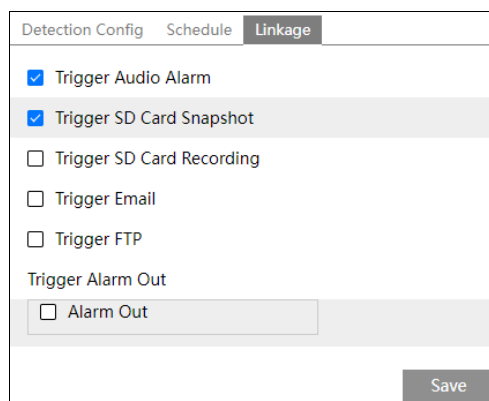 Detection Config Schedule Linkage
Trigger Audio Alarm
Trigger SD Card Snapshot
Trigger SD Card Recording
Trigger Email
Trigger FTP
Trigger Alarm Out
Alarm Out
Save